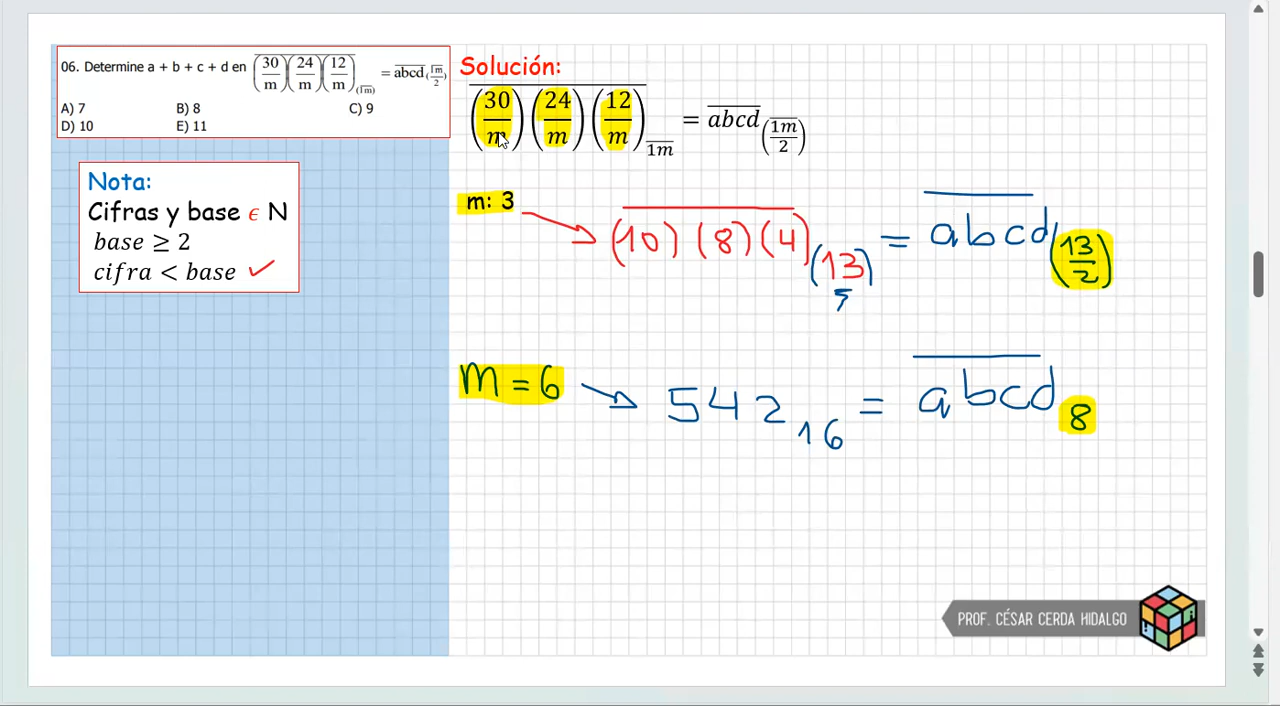 06. Determine a + b + c + d en (30/m)(24/m)(12/m)(1m) = abcd(1m/2)
A) 7 B) 8 C) 9
D) 10 E) 11
Nota:
Cifras y base ϵ N
base ≥ 2
cifra < base ✓
Solución:
(30/m)(24/m)(12/m)1m = abcd(1m/2)
m: 3
(10)(8)(4)(13) = abcd(13/2)
m = 6
542 16 = abcd 8
PROF. CÉSAR CERDA HIDALGO